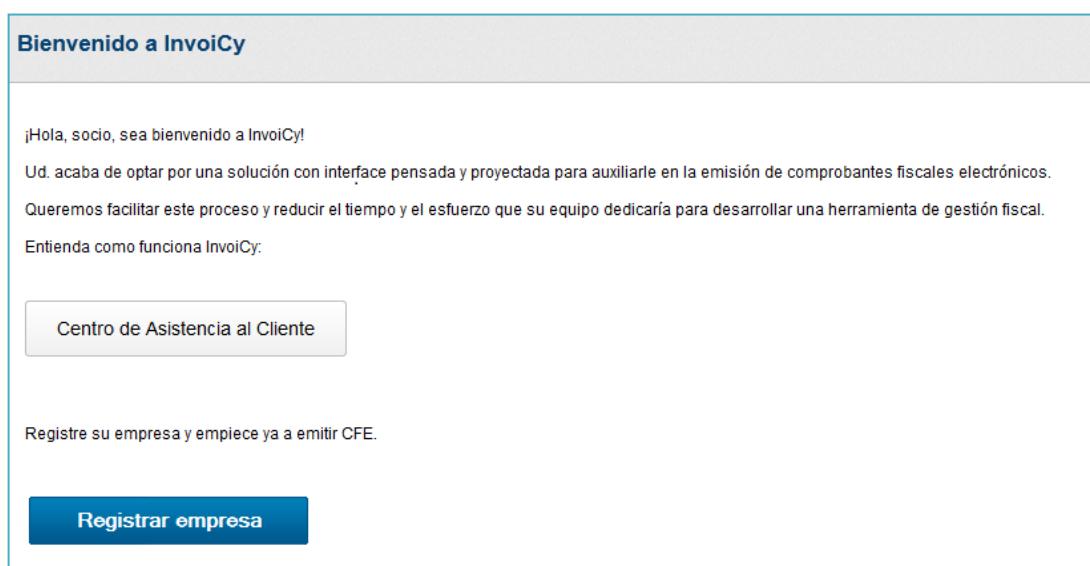 Bienvenido a InvoiCy
¡Hola, socio, sea bienvenido a InvoiCy!
Ud. acaba de optar por una solución con interface pensada y proyectada para auxiliarle en la emisión de comprobantes fiscales electrónicos.
Queremos facilitar este proceso y reducir el tiempo y el esfuerzo que su equipo dedicaría para desarrollar una herramienta de gestión fiscal.
Entienda como funciona InvoiCy:
Centro de Asistencia al Cliente
Registre su empresa y empiece ya a emitir CFE.
Registrar empresa